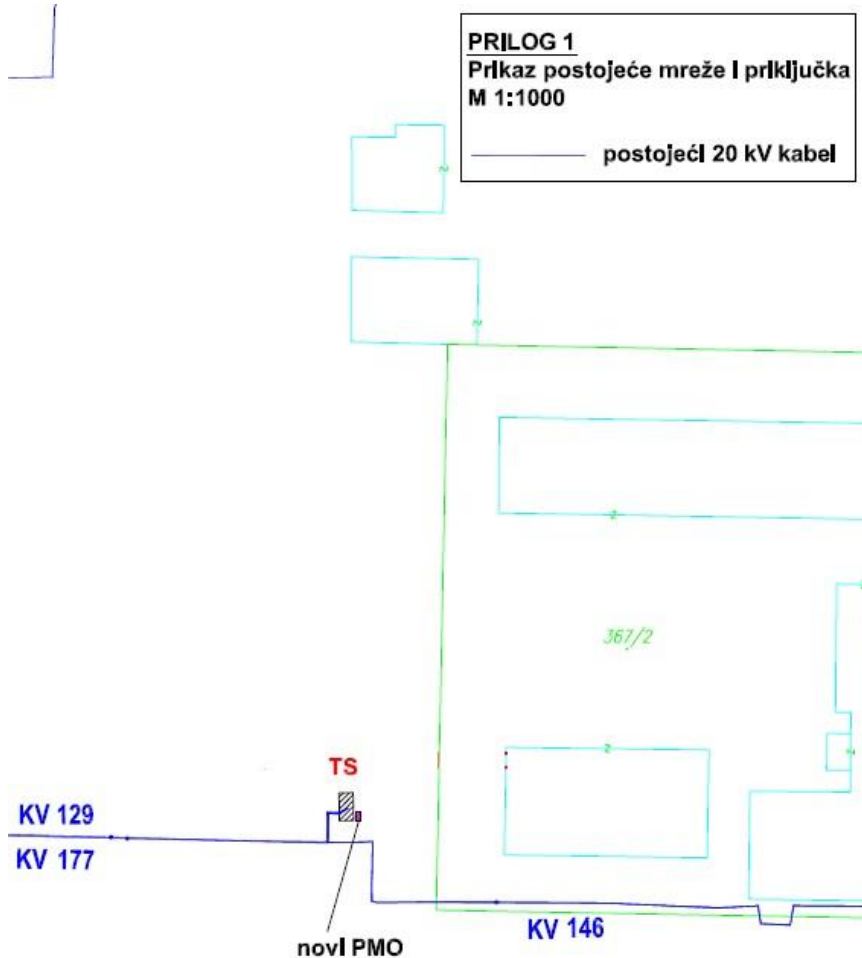 PRILOG 1
Prikaz postojeće mreže i priključka
M 1:1000
postojeći 20 kV kabel
367/2
TS
KV 129
KV 177
KV 146
novi PMO